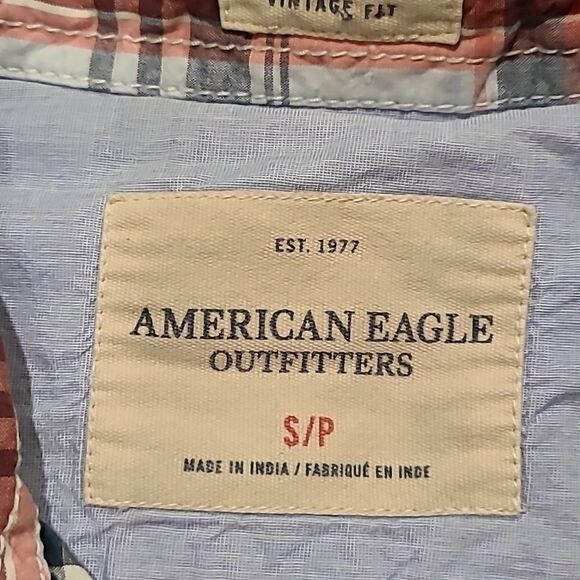 VINTAGE FIT
EST. 1977
AMERICAN EAGLE
OUTFITTERS
S/P
MADE IN INDIA / FABRIQUÉ EN INDE